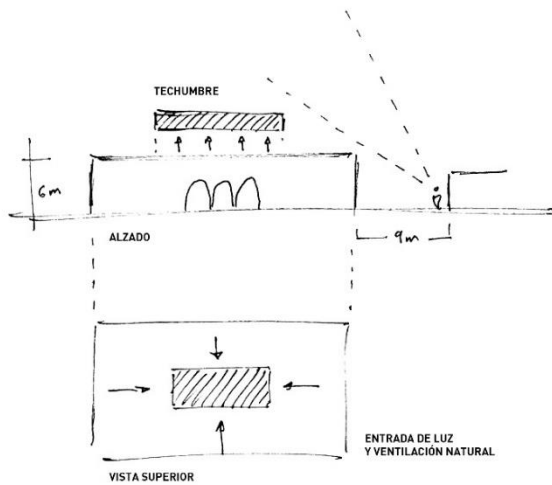 TECHUMBRE
6m
ALZADO
9m
ENTRADA DE LUZ
Y VENTILACIÓN NATURAL
VISTA SUPERIOR